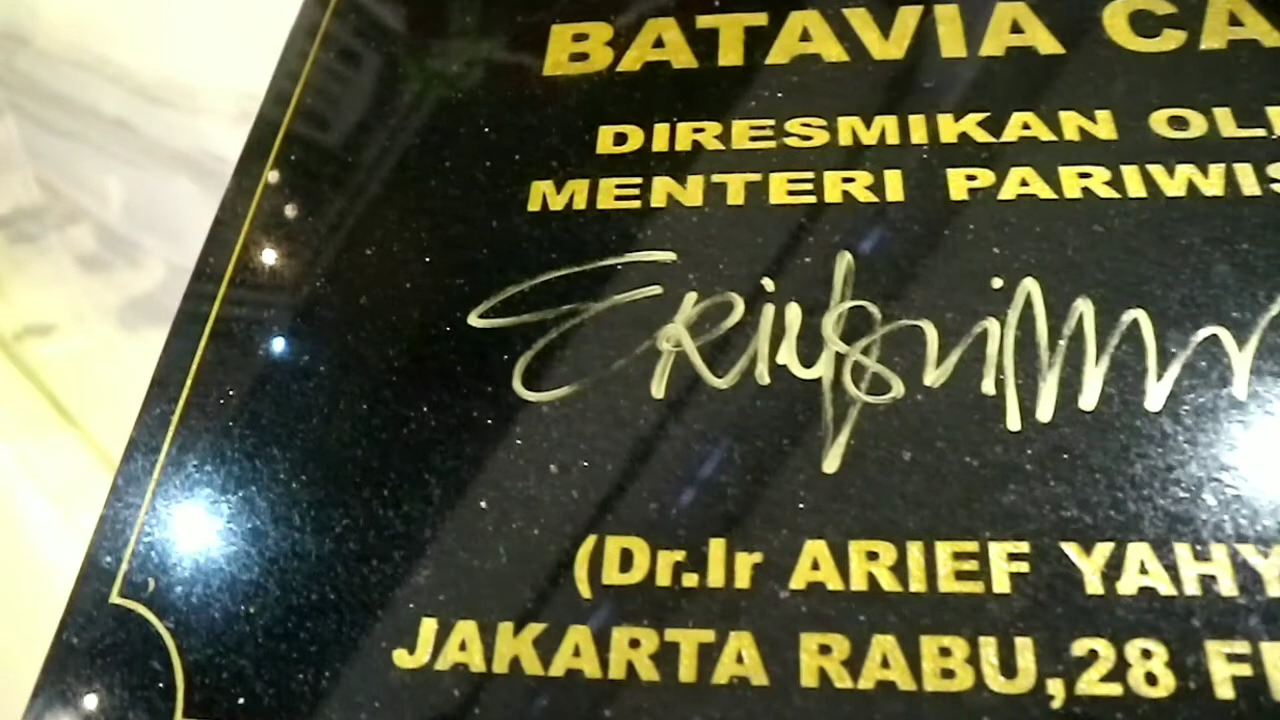 BATAVIA CA
DIRESMIKAN OL
MENTERI PARIWIS
(Dr.Ir ARIEF YAHY
JAKARTA RABU,28 F